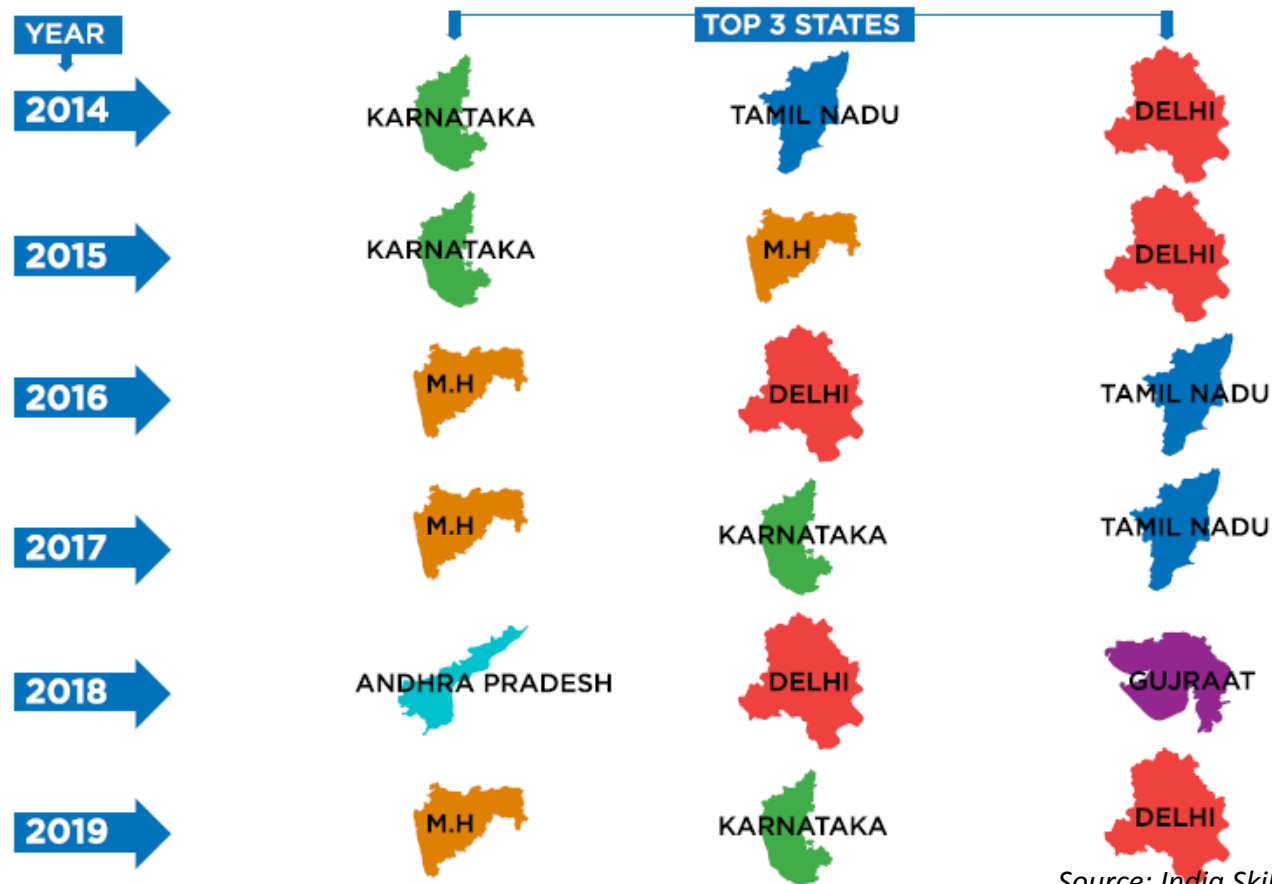 YEAR
TOP 3 STATES
2014
KARNATAKA
TAMIL NADU
DELHI
2015
KARNATAKA
M.H
DELHI
2016
M.H
DELHI
TAMIL NADU
2017
M.H
KARNATAKA
TAMIL NADU
2018
ANDHRA PRADESH
DELHI
GUJRAAT
2019
M.H
KARNATAKA
DELHI
Source: India Skil